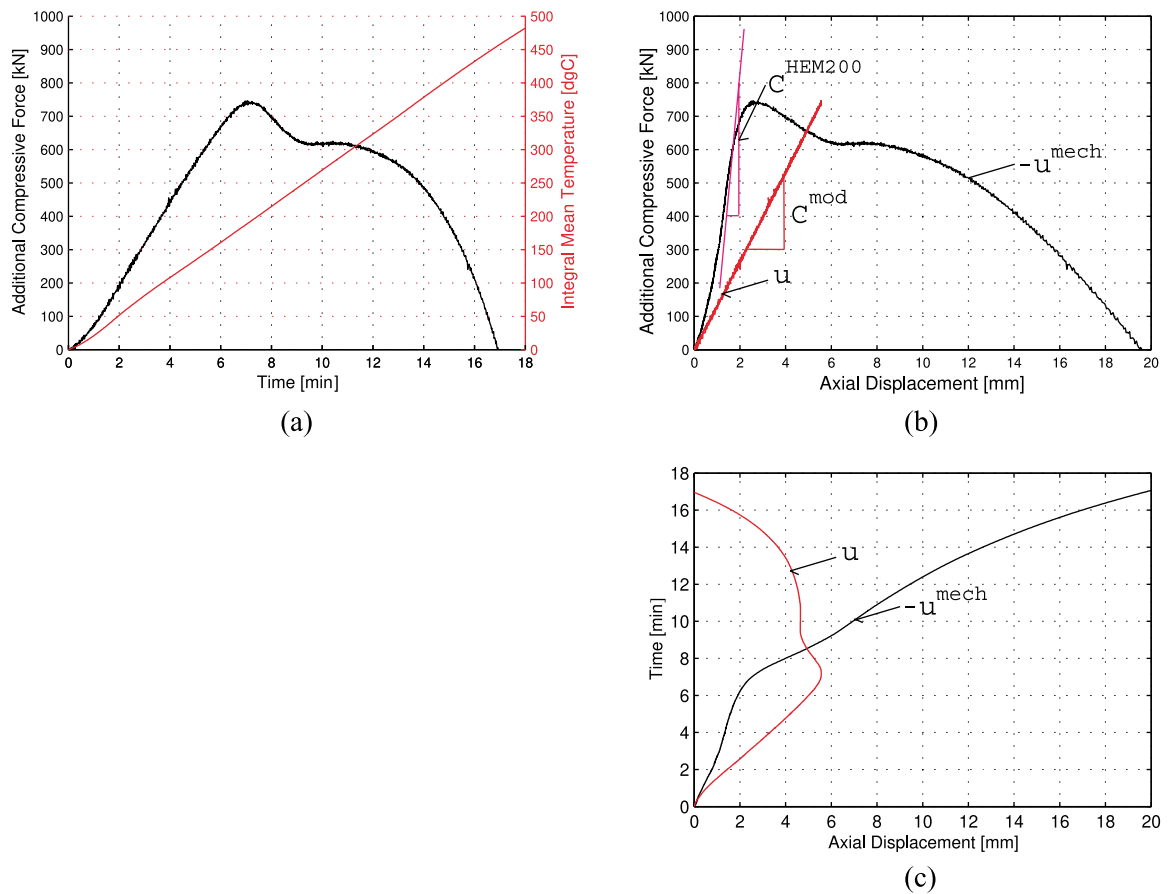 1000
900
800
700
600
500
400
300
200
100
0
Additional Compressive Force [kN]
0 2 4 6 8 10 12 14 16 18
Time [min]
500
450
400
350
300
250
200
150
100
50
0
Integral Mean Temperature [dgC]
(a)
1000
900
800
700
600
500
400
300
200
100
0
Additional Compressive Force [kN]
C^HEM200
-u^mech
C^mod
u
0 2 4 6 8 10 12 14 16 18 20
Axial Displacement [mm]
(b)
18
16
14
12
10
8
6
4
2
0
Time [min]
u
-u^mech
0 2 4 6 8 10 12 14 16 18 20
Axial Displacement [mm]
(c)